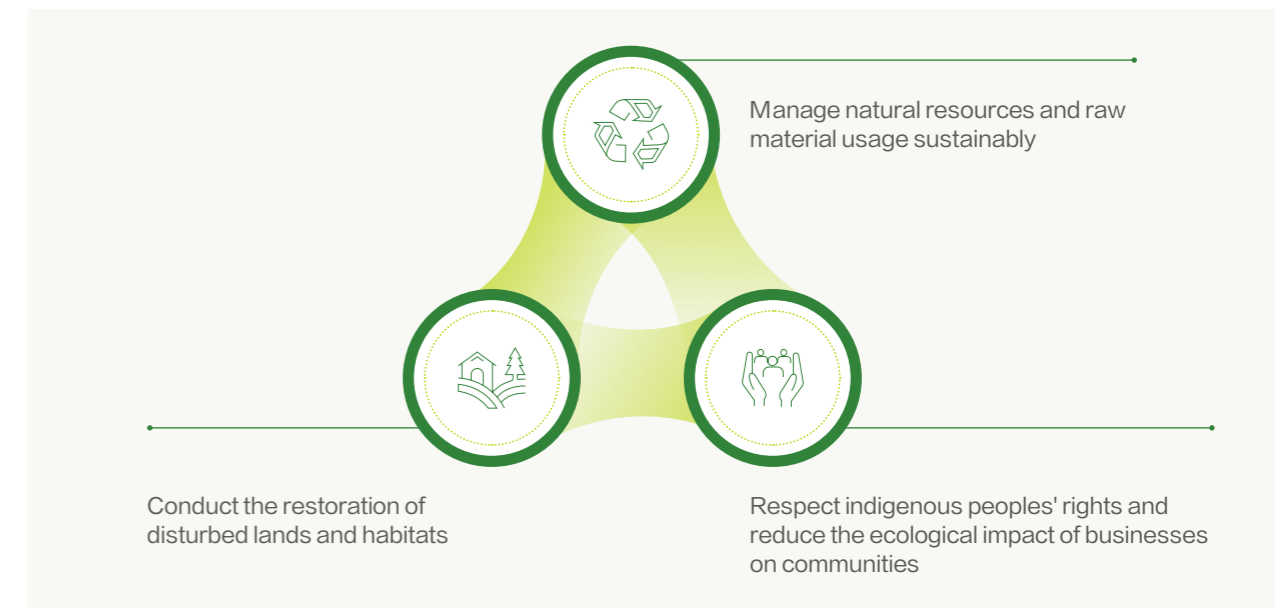 Manage natural resources and raw
material usage sustainably
Conduct the restoration of
disturbed lands and habitats
Respect indigenous peoples' rights and
reduce the ecological impact of businesses
on communities